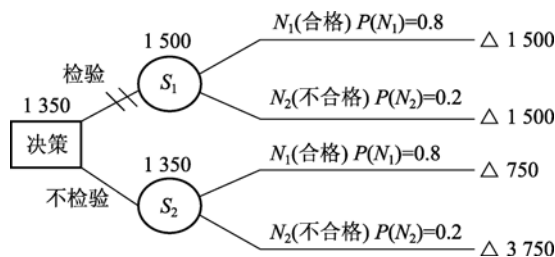 1 500
N₁(合格) P(N₁)=0.8
△ 1 500
检验
S₁
N₂(不合格) P(N₂)=0.2
△ 1 500
1 350
决策
1 350
N₁(合格) P(N₁)=0.8
△ 750
不检验
S₂
N₂(不合格) P(N₂)=0.2
△ 3 750